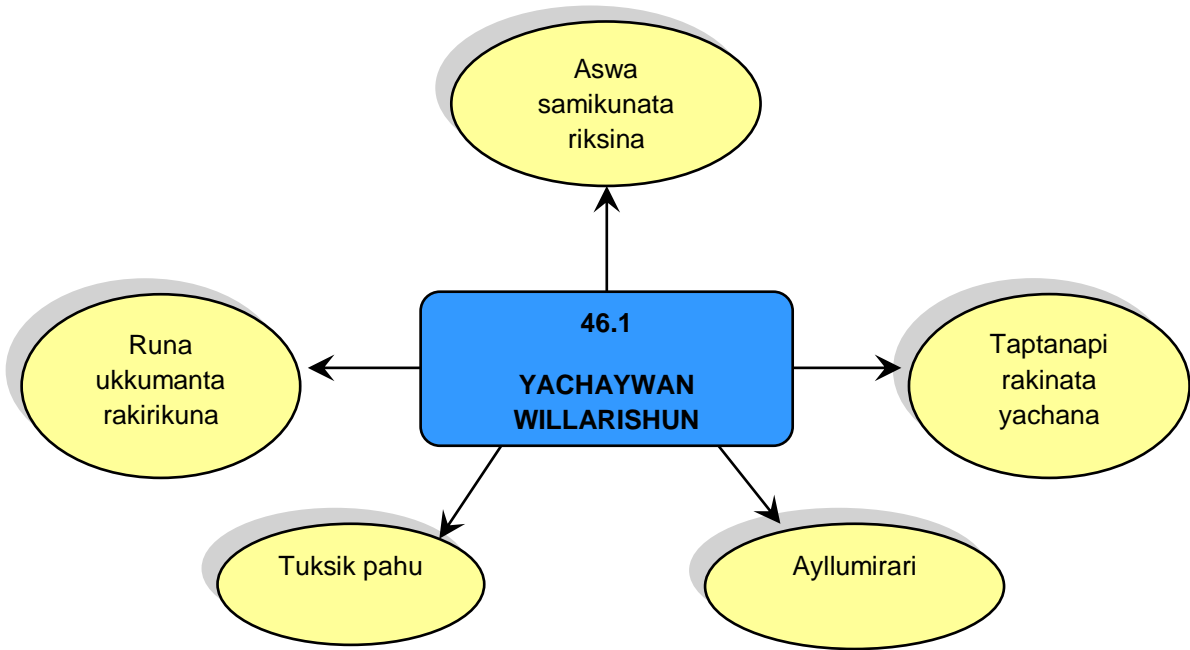 Aswa
samikunata
riksina
46.1
YACHAYWAN
WILLARISHUN
Runa
ukkumanta
rakirikuna
Taptanapi
rakinata
yachana
Tuksik pahu
Ayllumirari